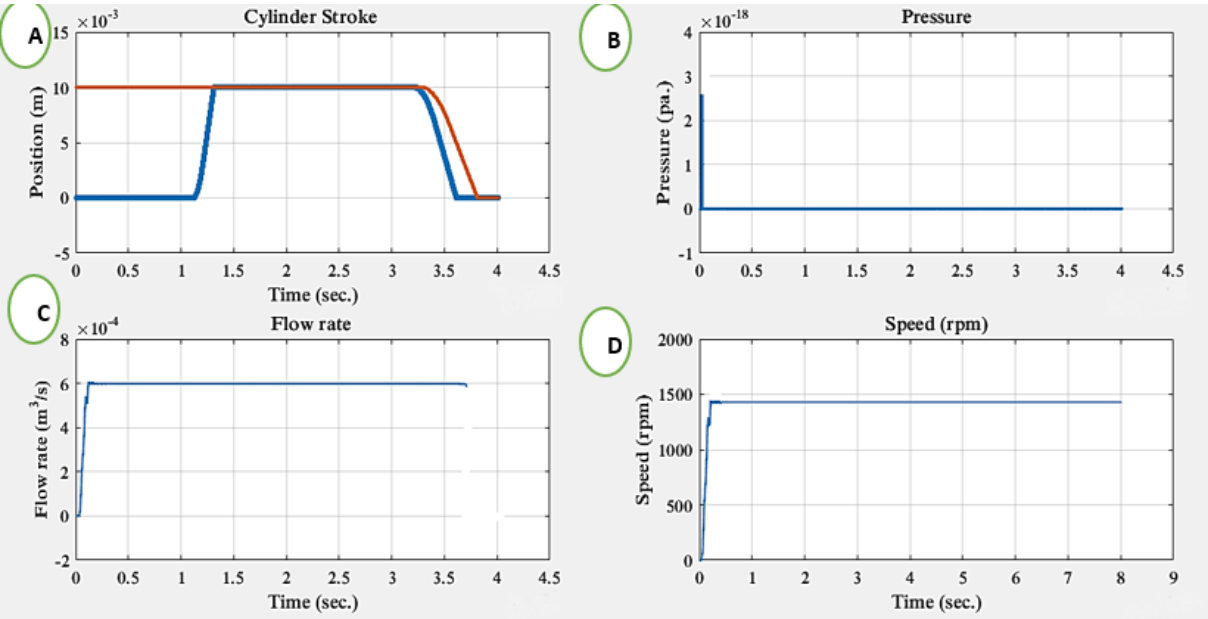 A
Cylinder Stroke
×10⁻³
15
10
5
0
-5
Position (m)
0 0.5 1 1.5 2 2.5 3 3.5 4 4.5
Time (sec.)
B
Pressure
×10⁻¹⁸
4
3
2
1
0
-1
Pressure (pa.)
0 0.5 1 1.5 2 2.5 3 3.5 4 4.5
C
Flow rate
×10⁻⁴
8
6
4
2
0
-2
Flow rate (m³/s)
0 0.5 1 1.5 2 2.5 3 3.5 4 4.5
Time (sec.)
D
Speed (rpm)
2000
1500
1000
500
0
Speed (rpm)
0 1 2 3 4 5 6 7 8 9
Time (sec.)